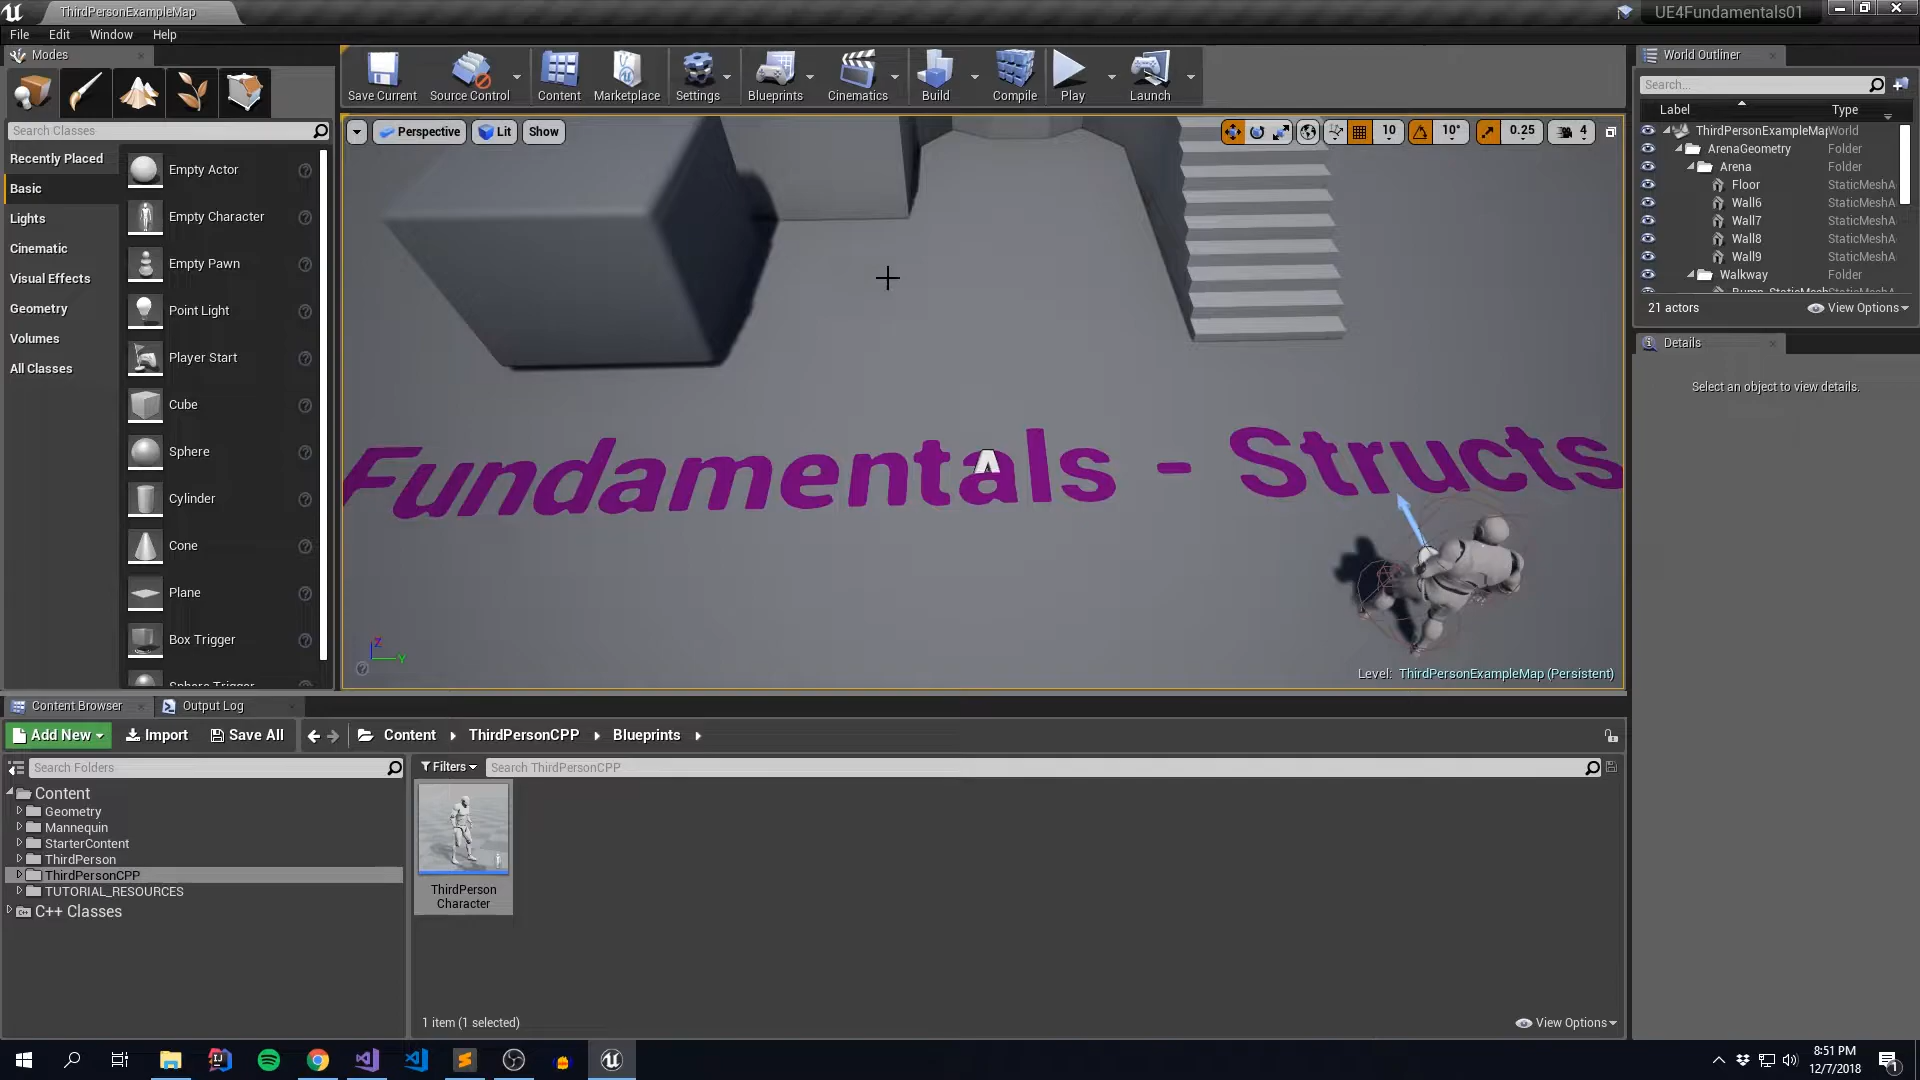 ThirdPersonExampleMap
UE4Fundamentals01
File Edit Window Help
Modes
Search Classes
Recently Placed
Basic
Lights
Cinematic
Visual Effects
Geometry
Volumes
All Classes
Empty Actor
Empty Character
Empty Pawn
Point Light
Player Start
Cube
Sphere
Cylinder
Cone
Plane
Box Trigger
Sphere Trigger
Save Current Source Control Content Marketplace Settings Blueprints Cinematics Build Compile Play Launch
Perspective Lit Show
10 10° 0.25 4
Fundamentals - Structs
Z
Y
Level: ThirdPersonExampleMap (Persistent)
World Outliner
Search...
Label Type
ThirdPersonExampleMap World
ArenaGeometry Folder
Arena Folder
Floor StaticMeshA
Wall6 StaticMeshA
Wall7 StaticMeshA
Wall8 StaticMeshA
Wall9 StaticMeshA
Walkway Folder
Bump_StaticMesh StaticMeshA
21 actors View Options
Details
Select an object to view details.
Content Browser Output Log
Add New Import Save All Content ThirdPersonCPP Blueprints
Search Folders
Content
Geometry
Mannequin
StarterContent
ThirdPerson
ThirdPersonCPP
TUTORIAL_RESOURCES
C++ Classes
Filters Search ThirdPersonCPP
ThirdPerson
Character
1 item (1 selected) View Options
8:51 PM
12/7/2018
1